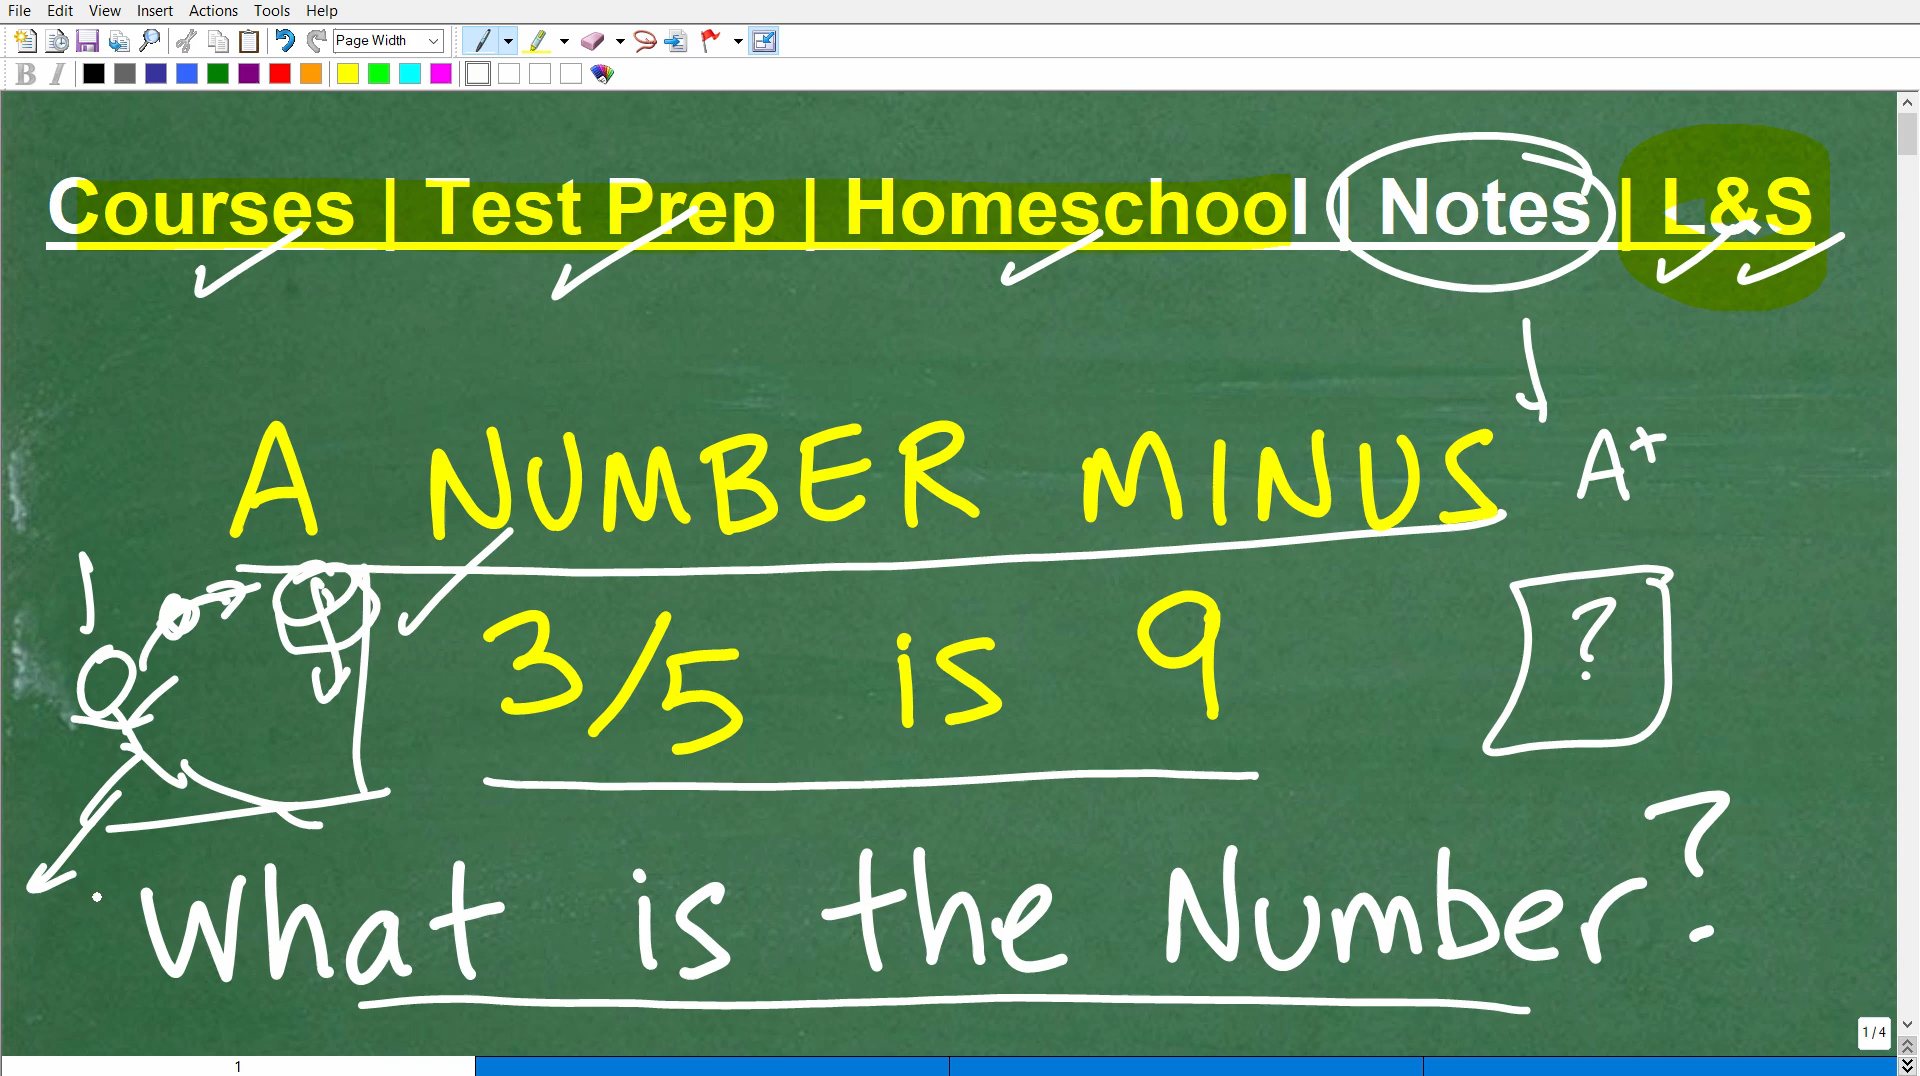 File Edit View Insert Actions Tools Help
Page Width
B I
Courses | Test Prep | Homeschool | Notes | L&S
A NUMBER MINUS A+
3/5 is 9 ?
What is the Number?
1 / 4
1